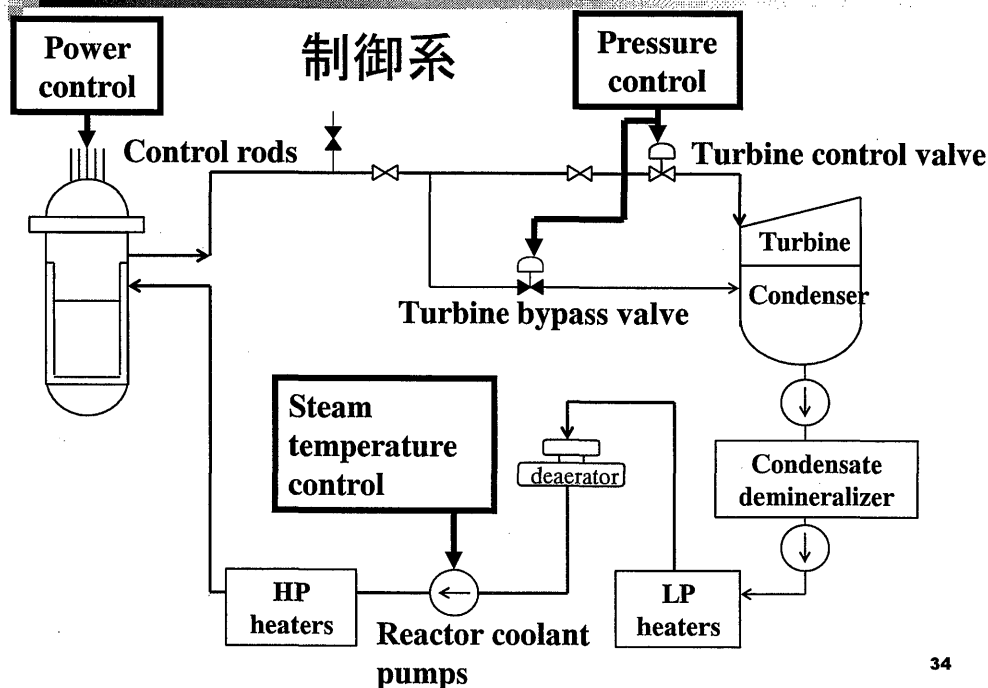 Power
control
制御系
Pressure
control
Control rods
Turbine control valve
Turbine
Condenser
Turbine bypass valve
Steam
temperature
control
deaerator
Condensate
demineralizer
HP
heaters
LP
heaters
Reactor coolant
pumps
34